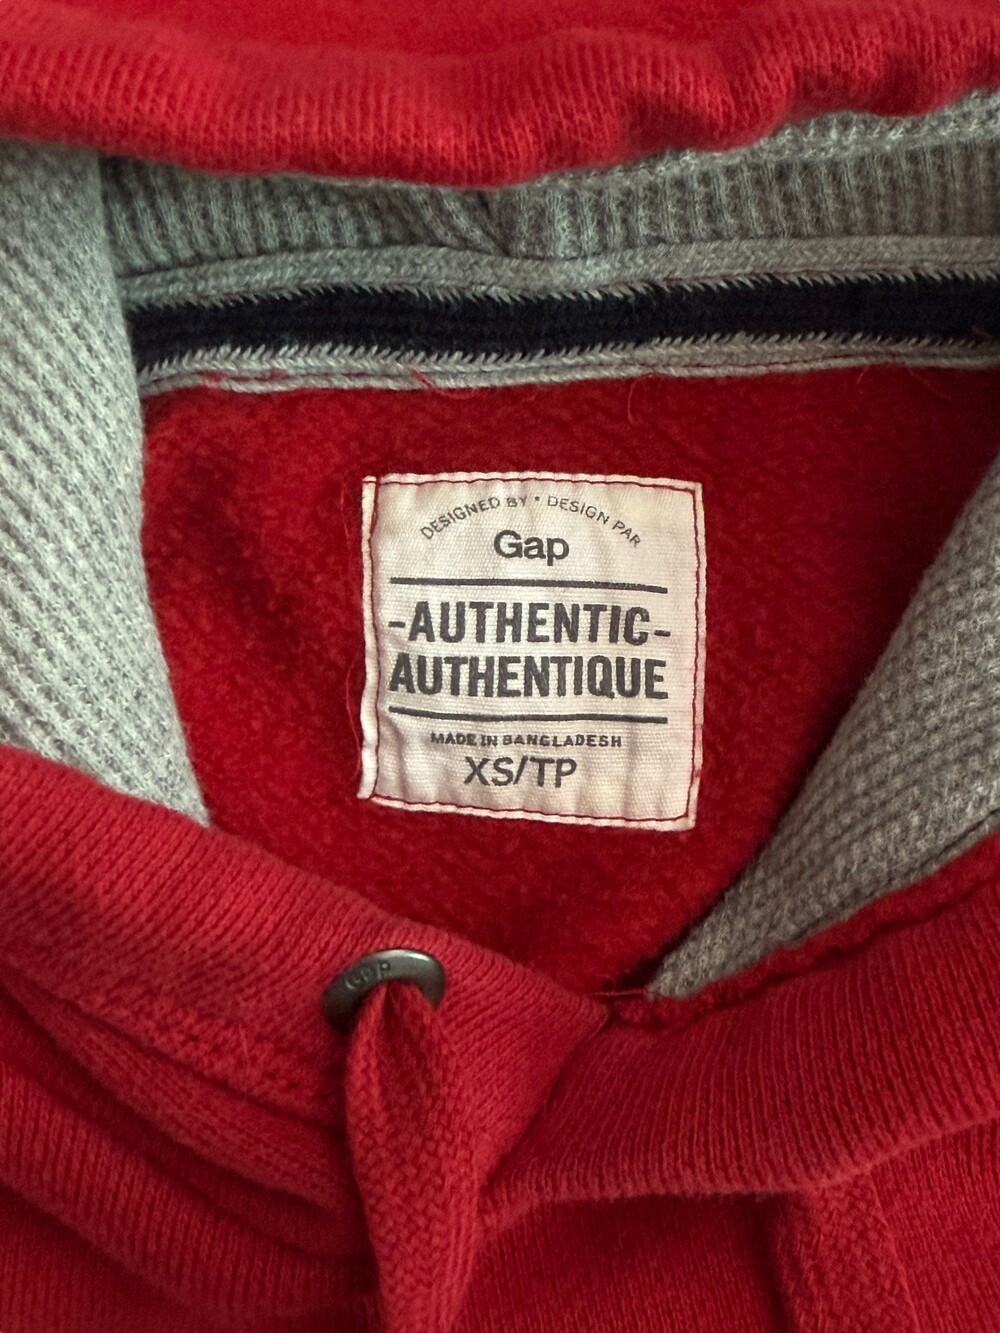 DESIGNED BY • DESIGN PAR
Gap
-AUTHENTIC-
AUTHENTIQUE
MADE IN BANGLADESH
XS/TP
Gap